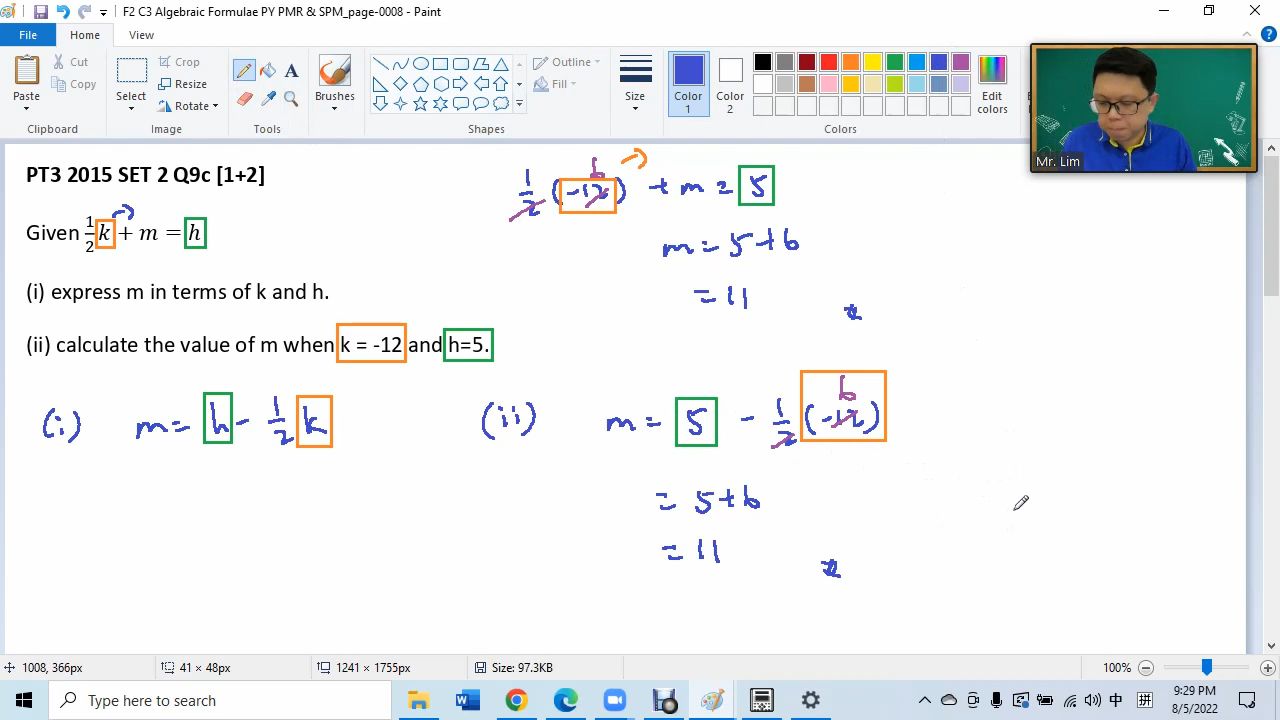 F2 C3 Algebraic Formulae PY PMR & SPM_page-0008 - Paint
File Home View
Paste Cut Copy Clipboard
Select Crop Resize Rotate Image
Tools
Brushes
Outline Fill Shapes
Size
Color 1 Color 2 Edit colors Colors
Mr. Lim
PT3 2015 SET 2 Q9c [1+2]
Given 1/2 k + m = h
(i) express m in terms of k and h.
(ii) calculate the value of m when k = -12 and h=5.
1/2 (-12) 6 + m = 5
m = 5 + 6
= 11
(i) m = h - 1/2 k
(ii) m = 5 - 1/2 (-12) 6
= 5 + 6
= 11
1008, 366px 41 × 48px 1241 × 1755px Size: 97.3KB 100%
Type here to search
中 拼 9:29 PM
8/5/2022